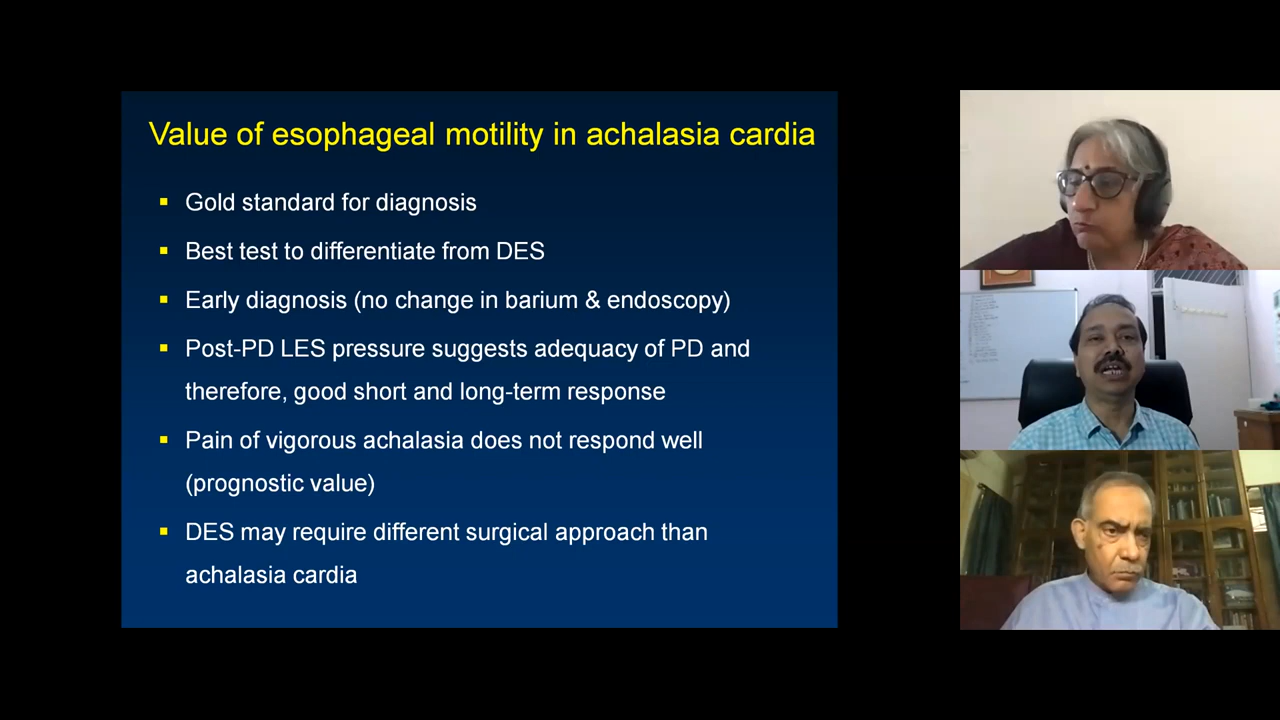 Value of esophageal motility in achalasia cardia
Gold standard for diagnosis
Best test to differentiate from DES
Early diagnosis (no change in barium & endoscopy)
Post-PD LES pressure suggests adequacy of PD and
therefore, good short and long-term response
Pain of vigorous achalasia does not respond well
(prognostic value)
DES may require different surgical approach than
achalasia cardia